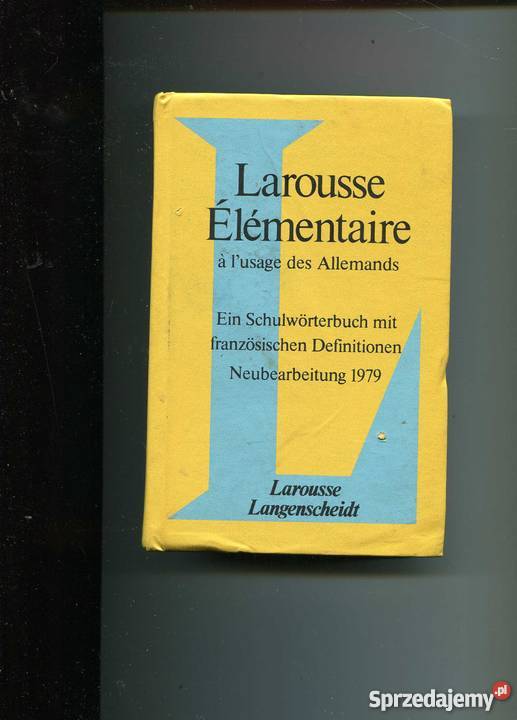 Larousse
Élémentaire
à l'usage des Allemands
Ein Schulwörterbuch mit
französischen Definitionen
Neubearbeitung 1979
Larousse
Langenscheidt
Sprzedajemy.pl